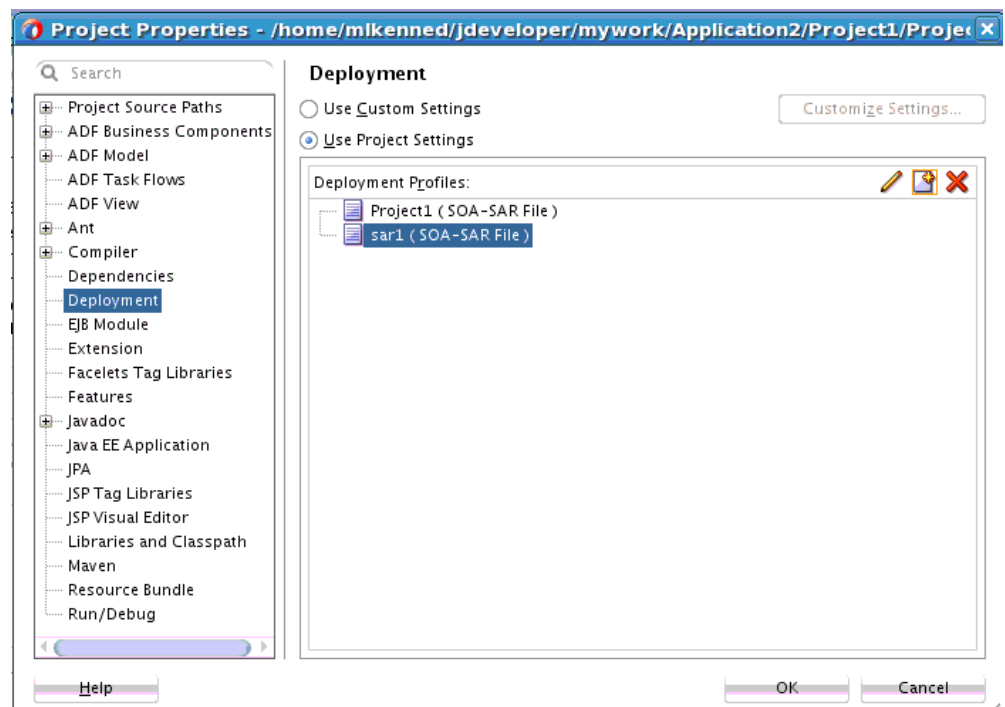 Project Properties - /home/mlkenned/jdeveloper/mywork/Application2/Project1/Projec
Search
Project Source Paths
ADF Business Components
ADF Model
ADF Task Flows
ADF View
Ant
Compiler
Dependencies
Deployment
EJB Module
Extension
Facelets Tag Libraries
Features
Javadoc
Java EE Application
JPA
JSP Tag Libraries
JSP Visual Editor
Libraries and Classpath
Maven
Resource Bundle
Run/Debug
Deployment
Use Custom Settings
Customize Settings...
Use Project Settings
Deployment Profiles:
Project1 ( SOA-SAR File )
sar1 ( SOA-SAR File )
Help
OK
Cancel